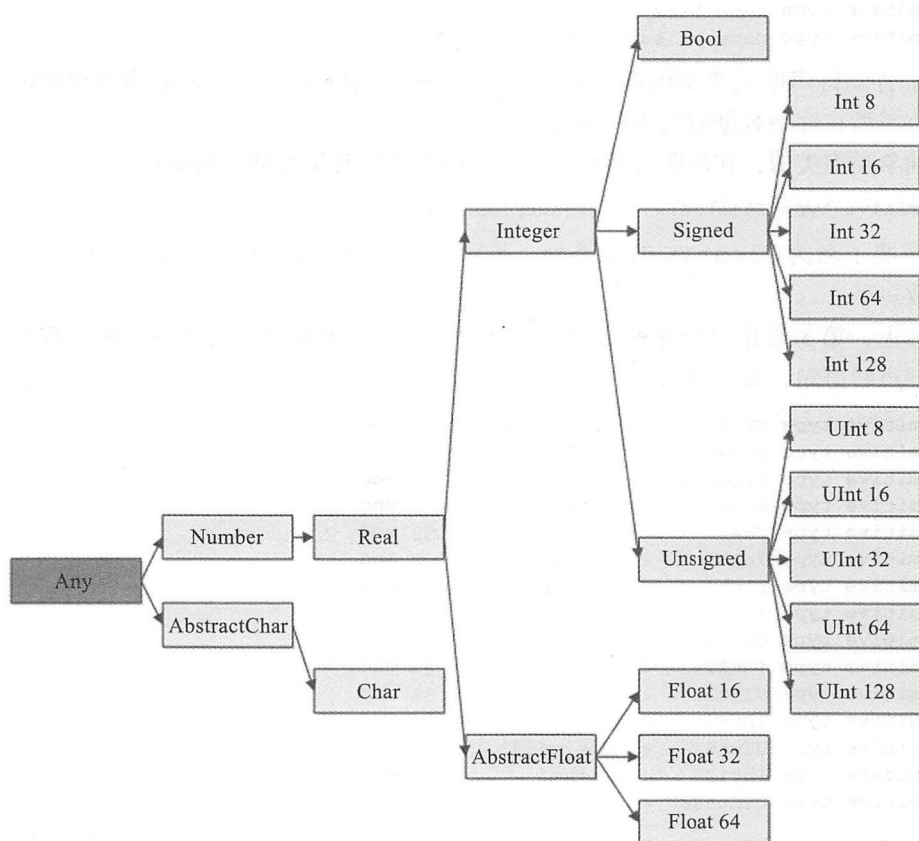 Bool
Int 8
Int 16
Integer
Signed
Int 32
Int 64
Int 128
UInt 8
UInt 16
Number
Real
Unsigned
UInt 32
Any
AbstractChar
UInt 64
Char
Float 16
UInt 128
AbstractFloat
Float 32
Float 64